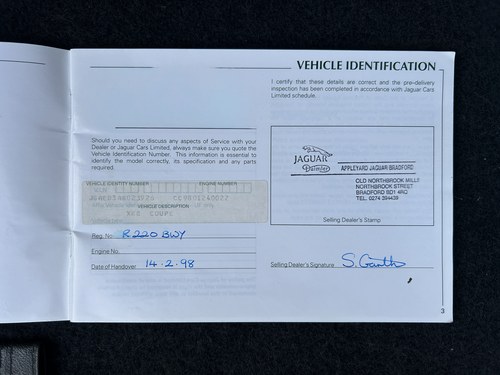 VEHICLE IDENTIFICATION
I certify that these details are correct and the pre-delivery
inspection has been completed in accordance with Jaguar Cars
Limited schedule.
Should you need to discuss any aspects of Service with your
Dealer or Jaguar Cars Limited, always make sure you quote
the Vehicle Identification Number. This information is essential to
identify the model correctly, its specification and any parts
required.
VEHICLE IDENTITY NUMBER ENGINE NUMBER
VEHICLE DESCRIPTION
XK8 COUPE
Reg. No. R220 BWY
Engine No.
Date of Handover 14.2.98
JAGUAR
Daimler
APPLEYARD JAGUAR BRADFORD
OLD NORTHBROOK MILLS
NORTHBROOK STREET
BRADFORD BD1 4RQ
TEL. 0274 394439
Selling Dealer's Stamp
Selling Dealer's Signature
3